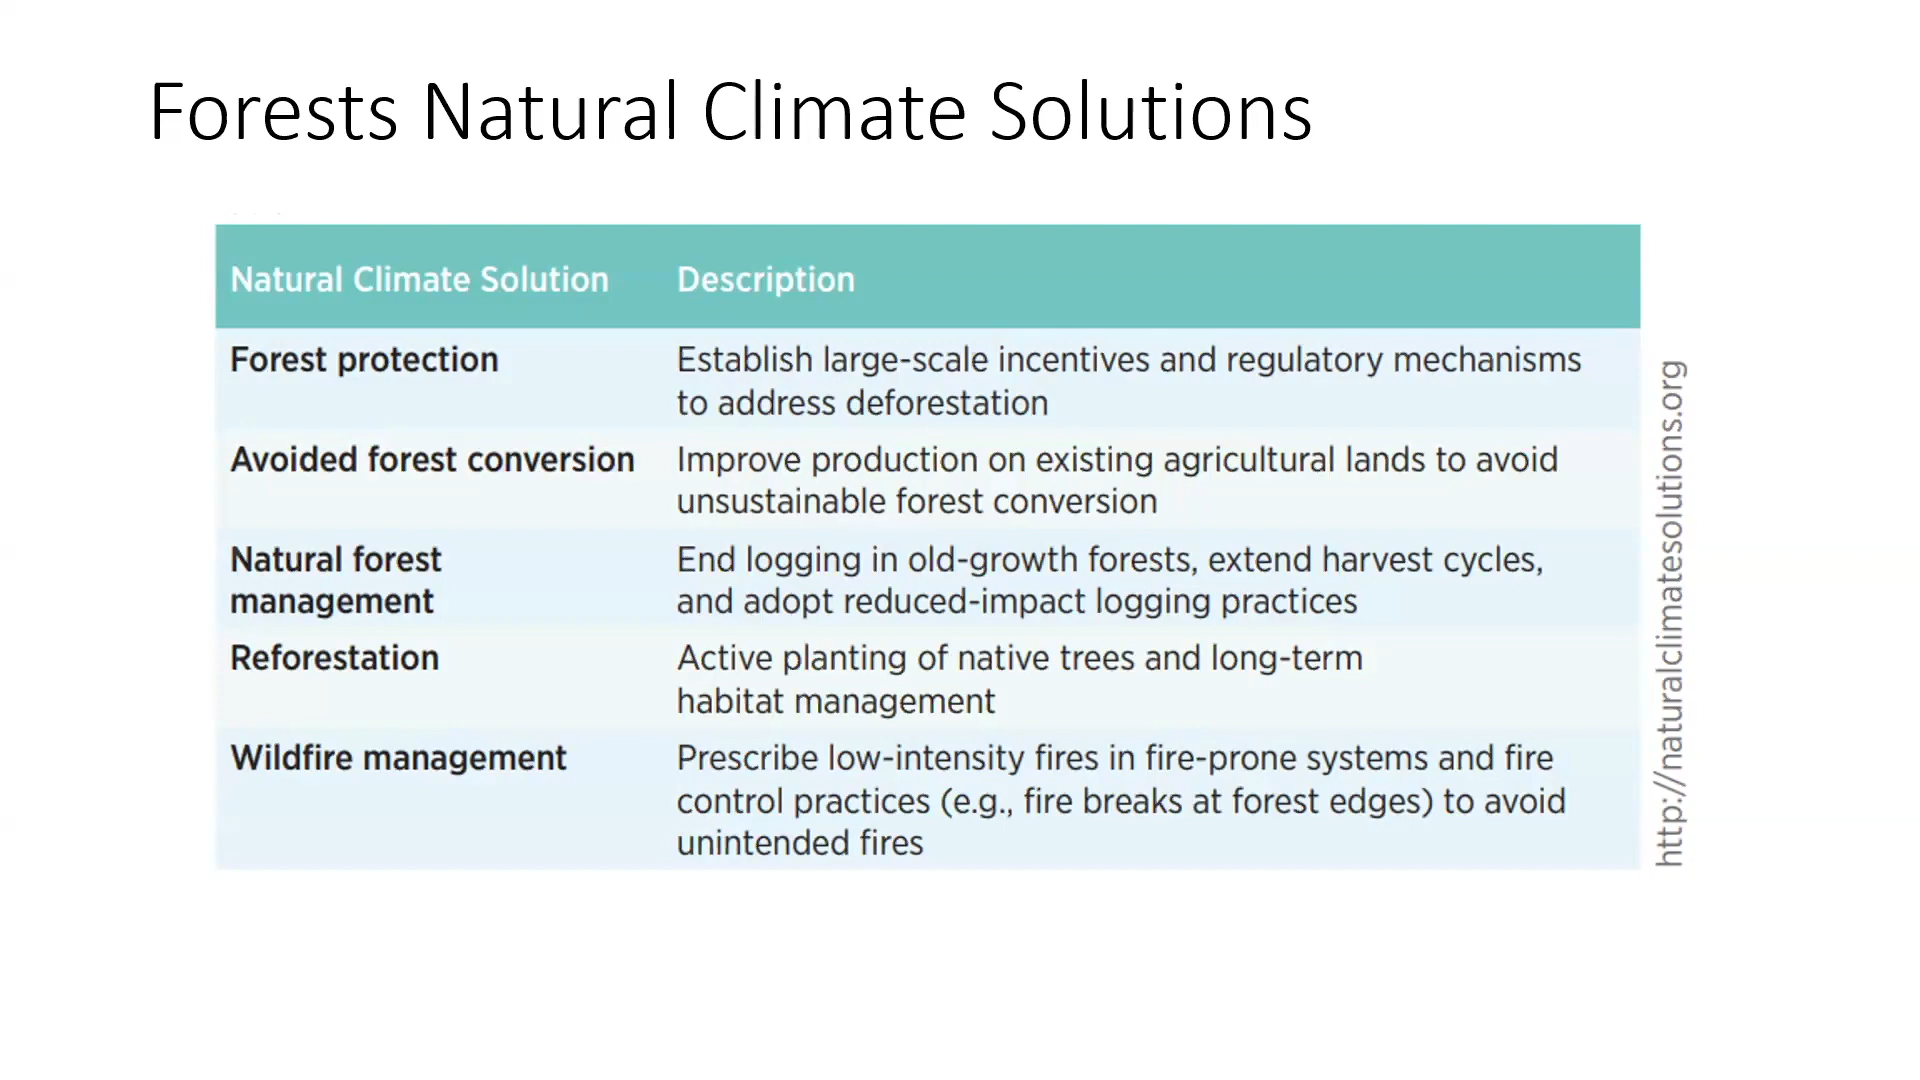 Forests Natural Climate Solutions
Natural Climate Solution Description
Forest protection Establish large-scale incentives and regulatory mechanisms
to address deforestation
Avoided forest conversion Improve production on existing agricultural lands to avoid
unsustainable forest conversion
Natural forest End logging in old-growth forests, extend harvest cycles,
management and adopt reduced-impact logging practices
Reforestation Active planting of native trees and long-term
habitat management
Wildfire management Prescribe low-intensity fires in fire-prone systems and fire
control practices (e.g., fire breaks at forest edges) to avoid
unintended fires
http://naturalclimatesolutions.org